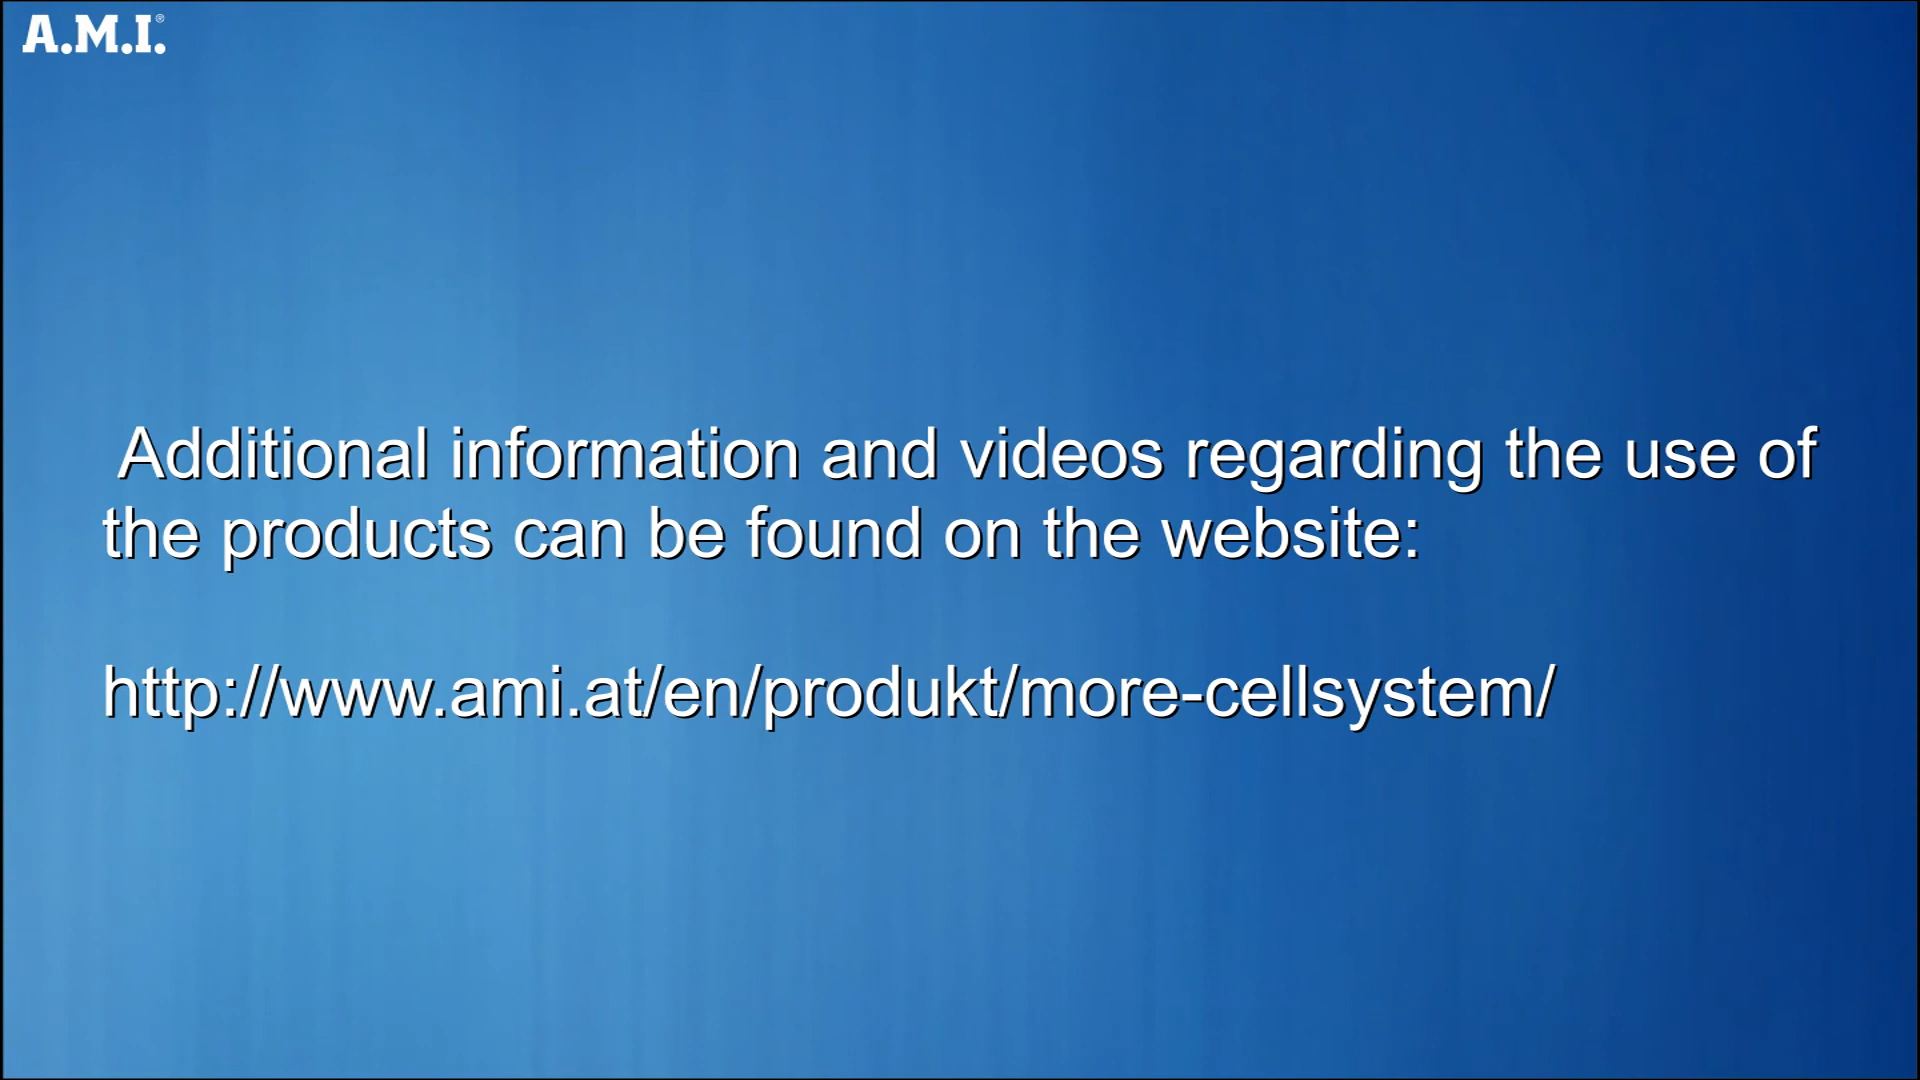 A.M.I.®
Additional information and videos regarding the use of
the products can be found on the website:
http://www.ami.at/en/produkt/more-cellsystem/